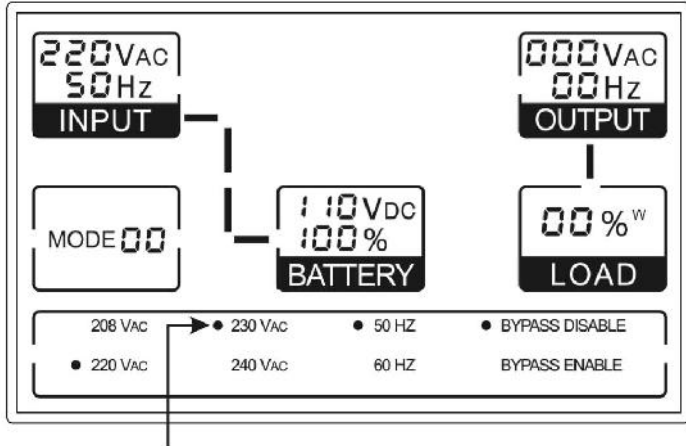 220VAC
50Hz
INPUT
000VAC
00Hz
OUTPUT
MODE 00
110VDC
100%
BATTERY
00%W
LOAD
208 VAC ● 230 VAC ● 50 HZ ● BYPASS DISABLE
● 220 VAC 240 VAC 60 HZ BYPASS ENABLE